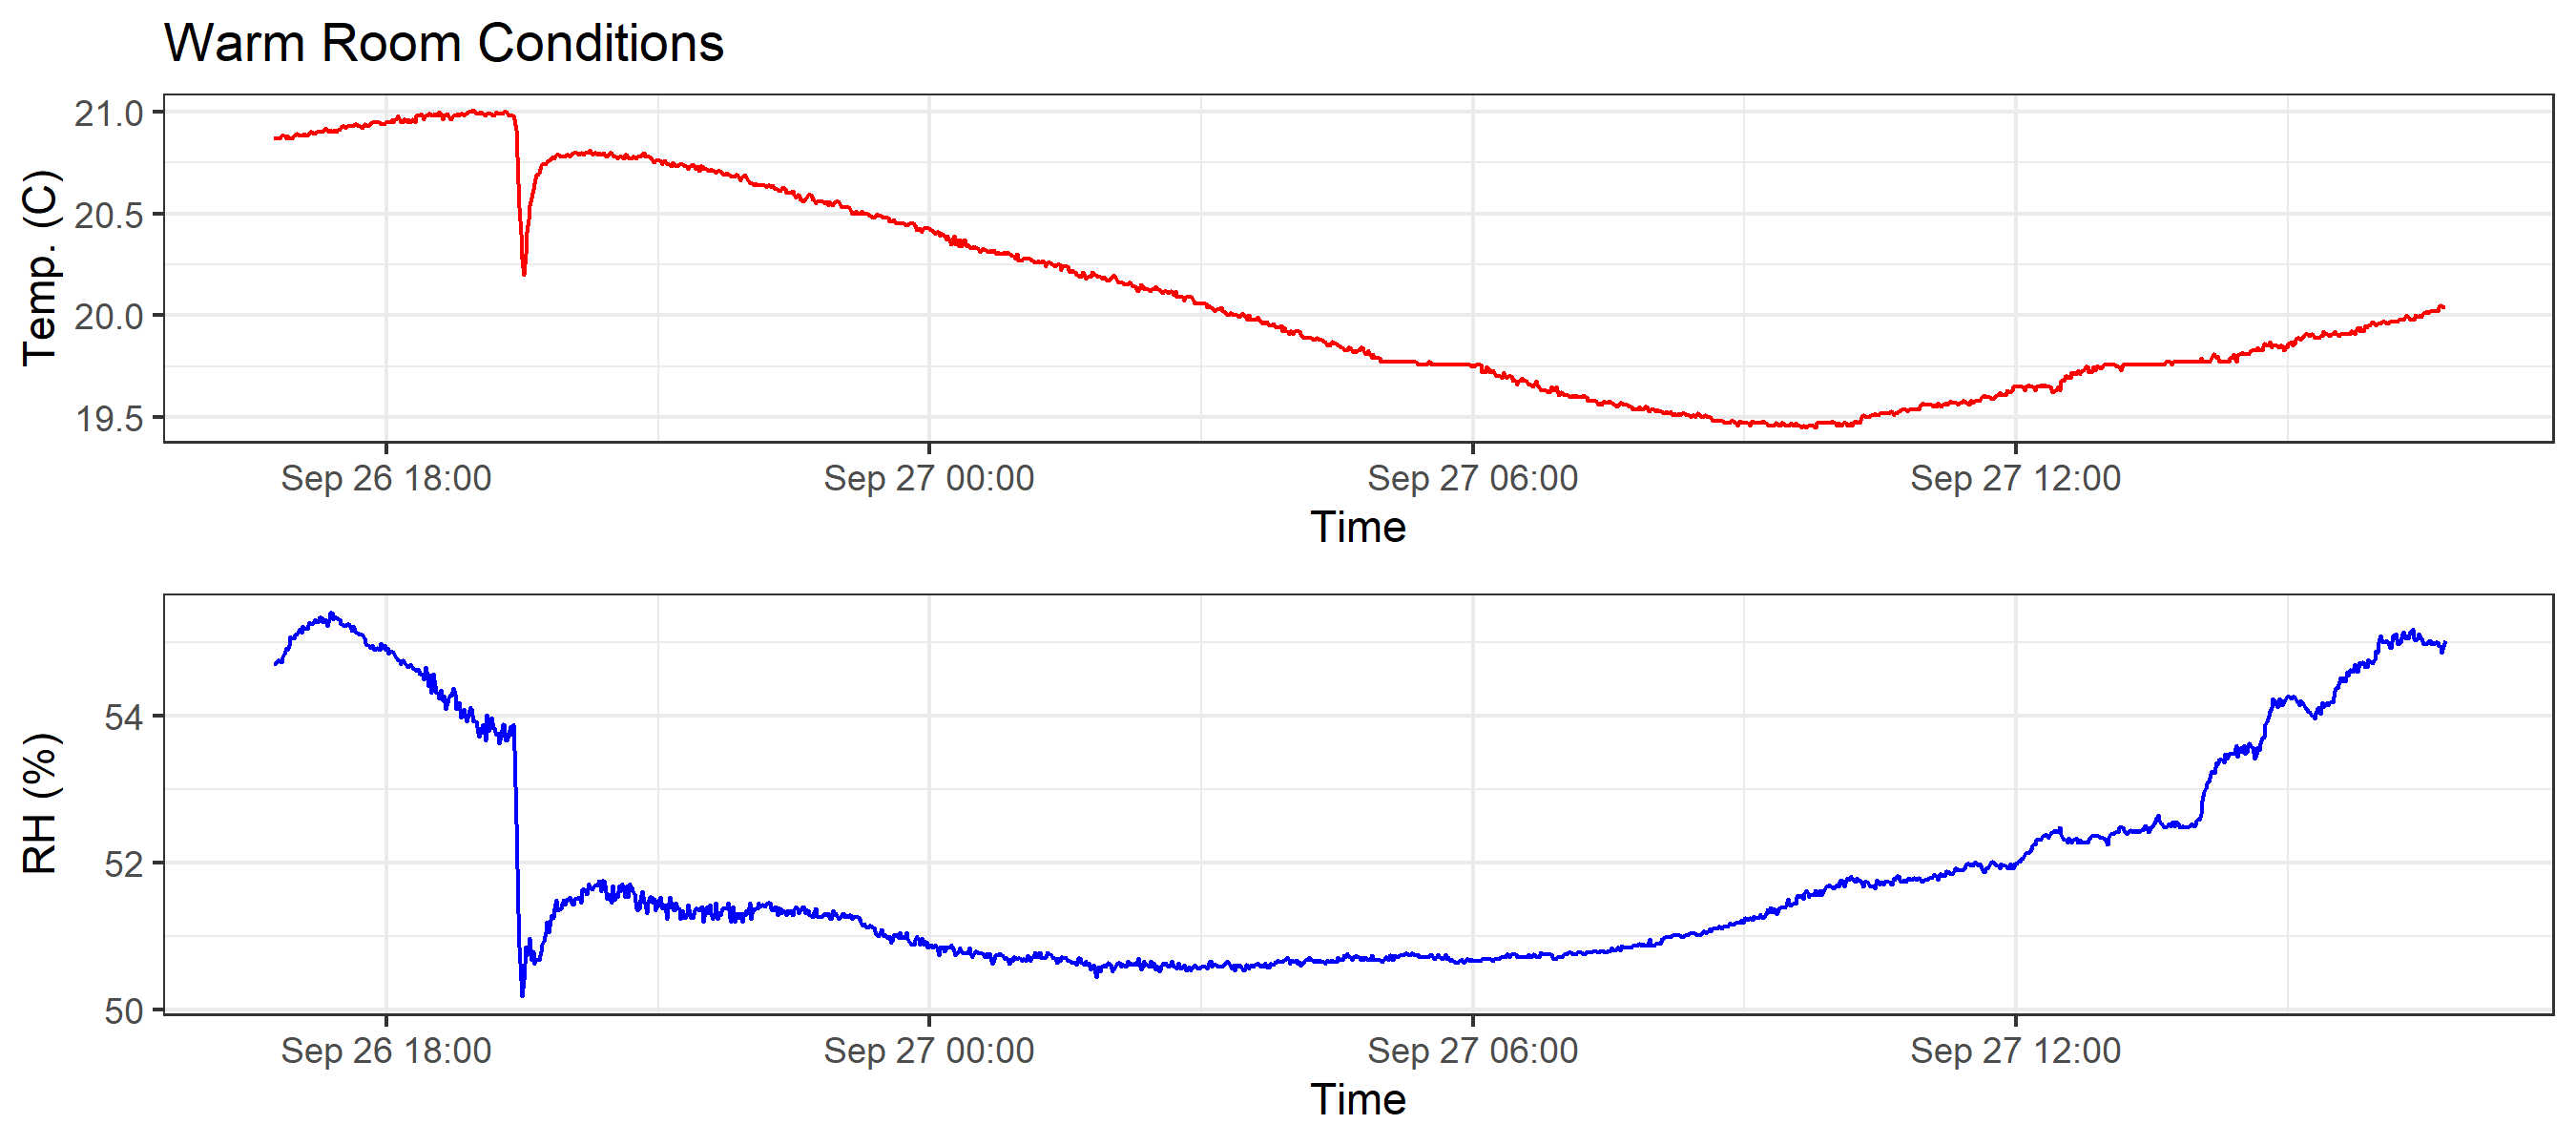 Warm Room Conditions
Temp. (C)
21.0
20.5
20.0
19.5
Sep 26 18:00 Sep 27 00:00 Sep 27 06:00 Sep 27 12:00
Time
RH (%)
54
52
50
Sep 26 18:00 Sep 27 00:00 Sep 27 06:00 Sep 27 12:00
Time